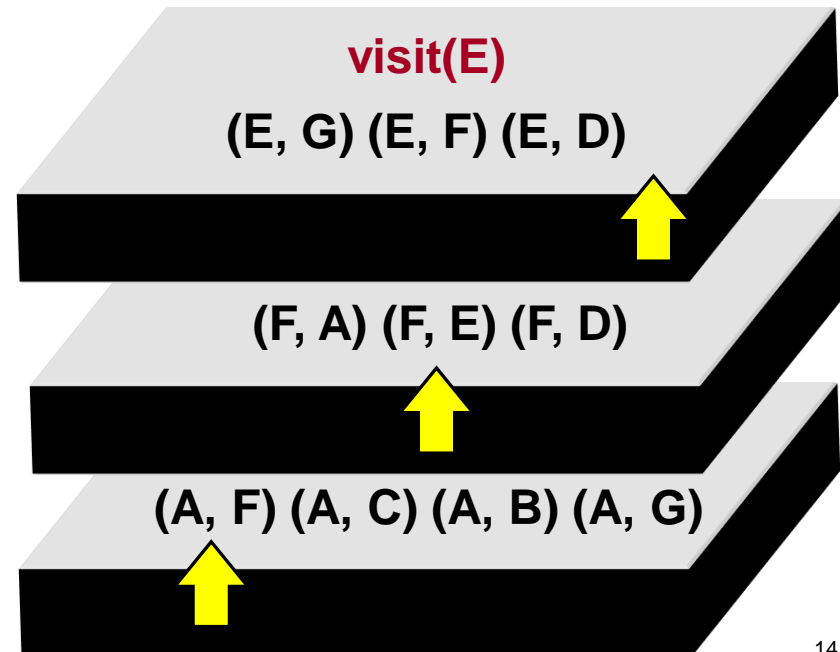 visit(E)
(E, G) (E, F) (E, D)
(F, A) (F, E) (F, D)
(A, F) (A, C) (A, B) (A, G)
14